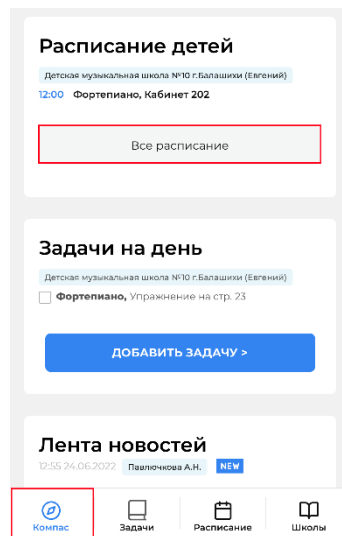 Расписание детей
Детская музыкальная школа №10 г.Балашихи (Евгений)
12:00 Фортепиано, Кабинет 202
Все расписание
Задачи на день
Детская музыкальная школа №10 г.Балашихи (Евгений)
Фортепиано, Упражнение на стр. 23
ДОБАВИТЬ ЗАДАЧУ >
Лента новостей
12:55 24.06.2022 Павлючкова А.Н. NEW
Компас Задачи Расписание Школы